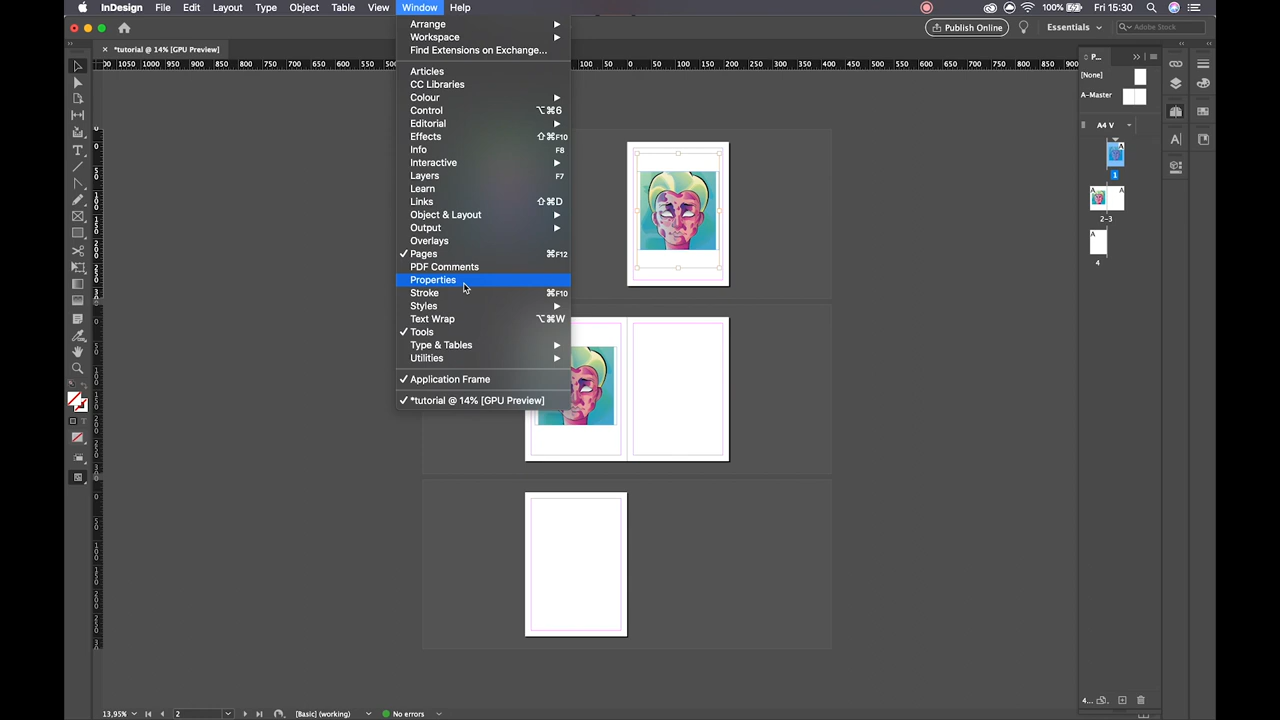 InDesign File Edit Layout Type Object Table View Window Help 100% Fri 15:30
Publish Online Essentials Adobe Stock
*tutorial @ 14% [GPU Preview]
Arrange
Workspace
Find Extensions on Exchange...
Articles
CC Libraries
Colour
Control ⌥⌘6
Editorial
Effects ⇧⌘F10
Info F8
Interactive
Layers F7
Learn
Links ⇧⌘D
Object & Layout
Output
Overlays
✓ Pages ⌘F12
PDF Comments
Properties
Stroke ⌘F10
Styles
Text Wrap ⌥⌘W
✓ Tools
Type & Tables
Utilities
✓ Application Frame
✓ *tutorial @ 14% [GPU Preview]
P...
[None]
A-Master
A4 V
A
1
A A
2-3
A
4
4...
13,95% 2 [Basic] (working) No errors